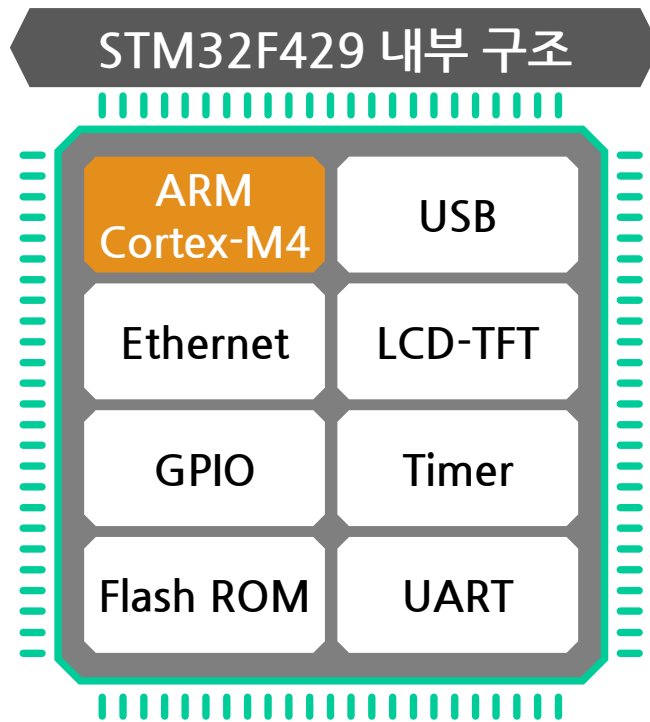 STM32F429 내부 구조
ARM
Cortex-M4
USB
Ethernet
LCD-TFT
GPIO
Timer
Flash ROM
UART